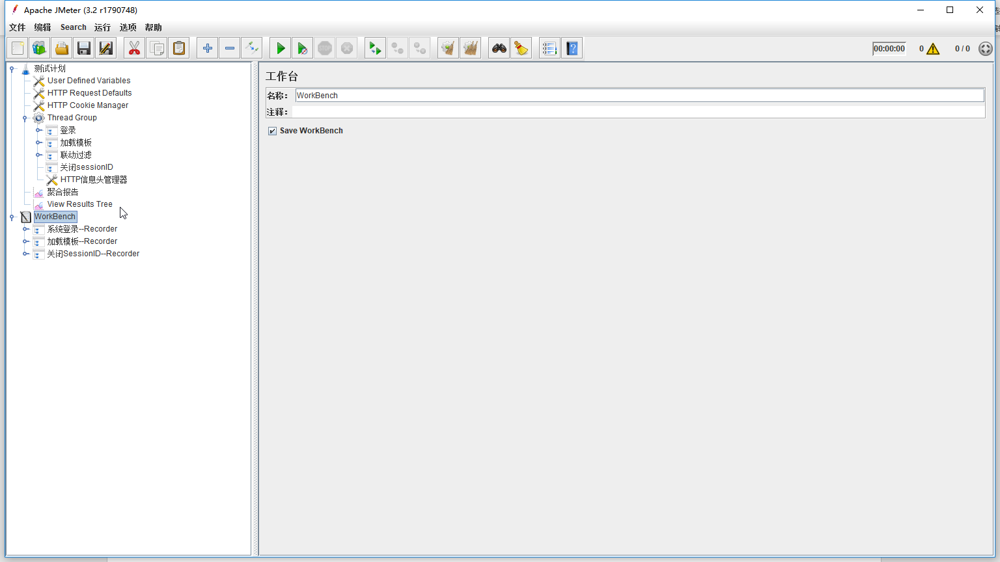 Apache JMeter (3.2 r1790748)
文件 编辑 Search 运行 选项 帮助
STOP
00:00:00 0 0 / 0
测试计划
User Defined Variables
HTTP Request Defaults
HTTP Cookie Manager
Thread Group
登录
加载模板
联动过滤
关闭sessionID
HTTP信息头管理器
聚合报告
View Results Tree
WorkBench
系统登录--Recorder
加载模板--Recorder
关闭SessionID--Recorder
工作台
名称: WorkBench
注释:
Save WorkBench